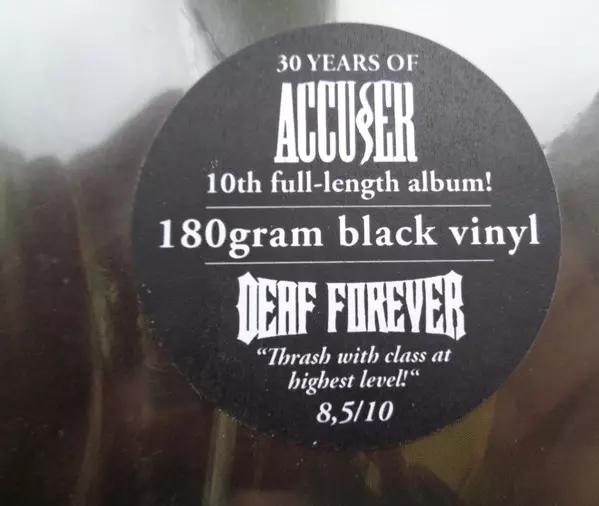 30 YEARS OF
ACCUSER
10th full-length album!
180gram black vinyl
DEAF FOREVER
“Thrash with class at
highest level!“
8,5/10